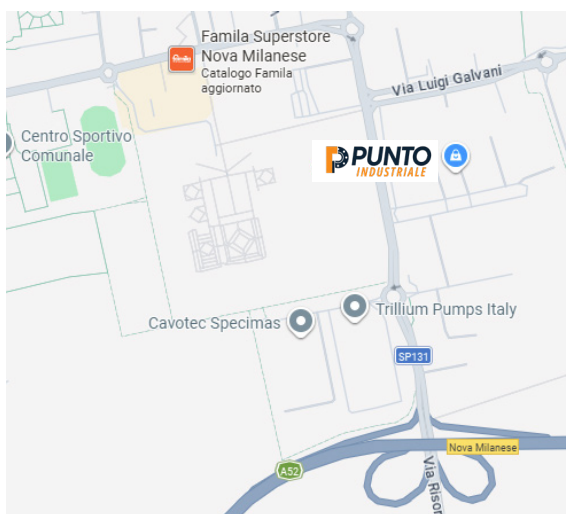 Famila Superstore
Nova Milanese
Catalogo Famila
aggiornato
Via Luigi Galvani
Centro Sportivo
Comunale
PUNTO
INDUSTRIALE
Trillium Pumps Italy
Cavotec Specimas
SP131
Nova Milanese
A52
Via Risor